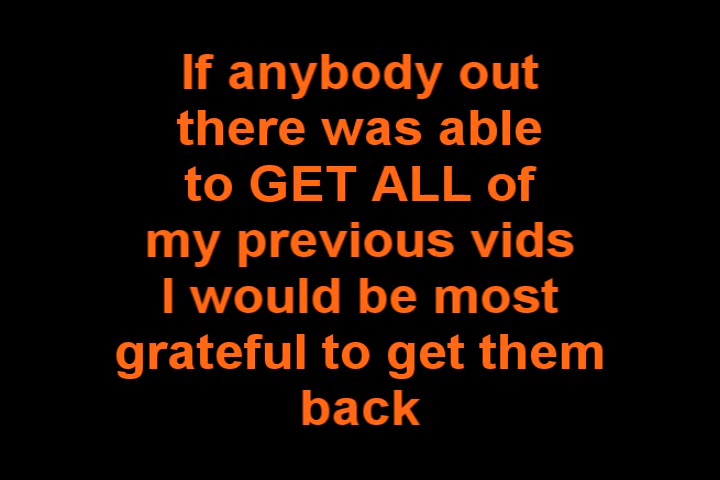 If anybody out
there was able
to GET ALL of
my previous vids
I would be most
grateful to get them
back